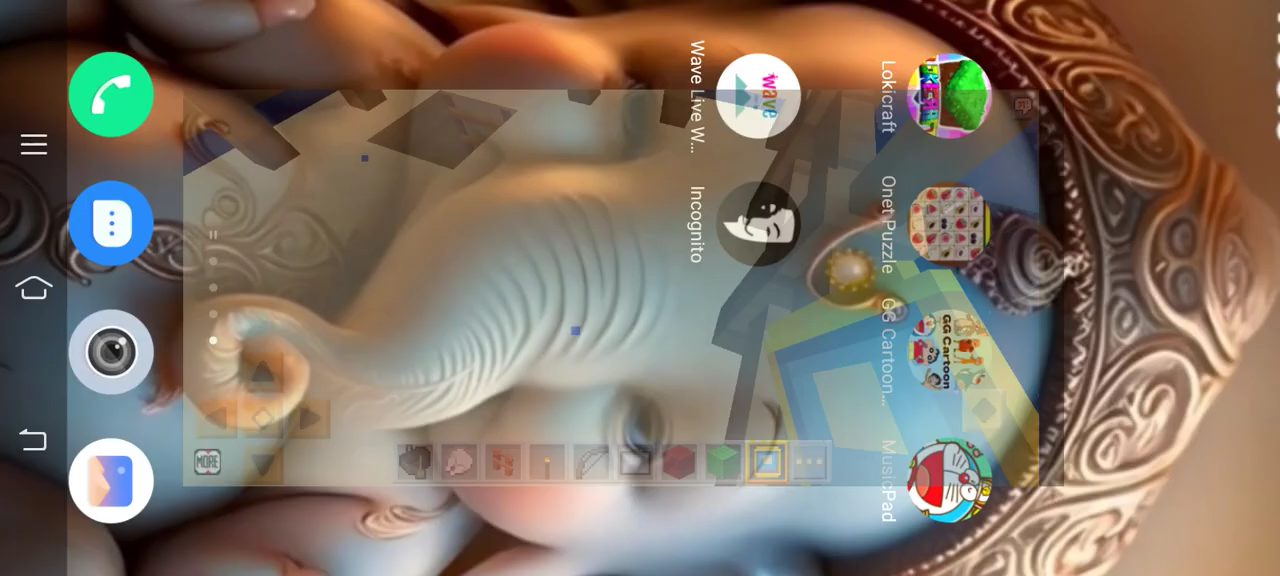 Lokicraft
Onet Puzzle
GG Cartoon...
MusicPad
Wave Live W...
Incognito
wave
GG Cartoon
MORE